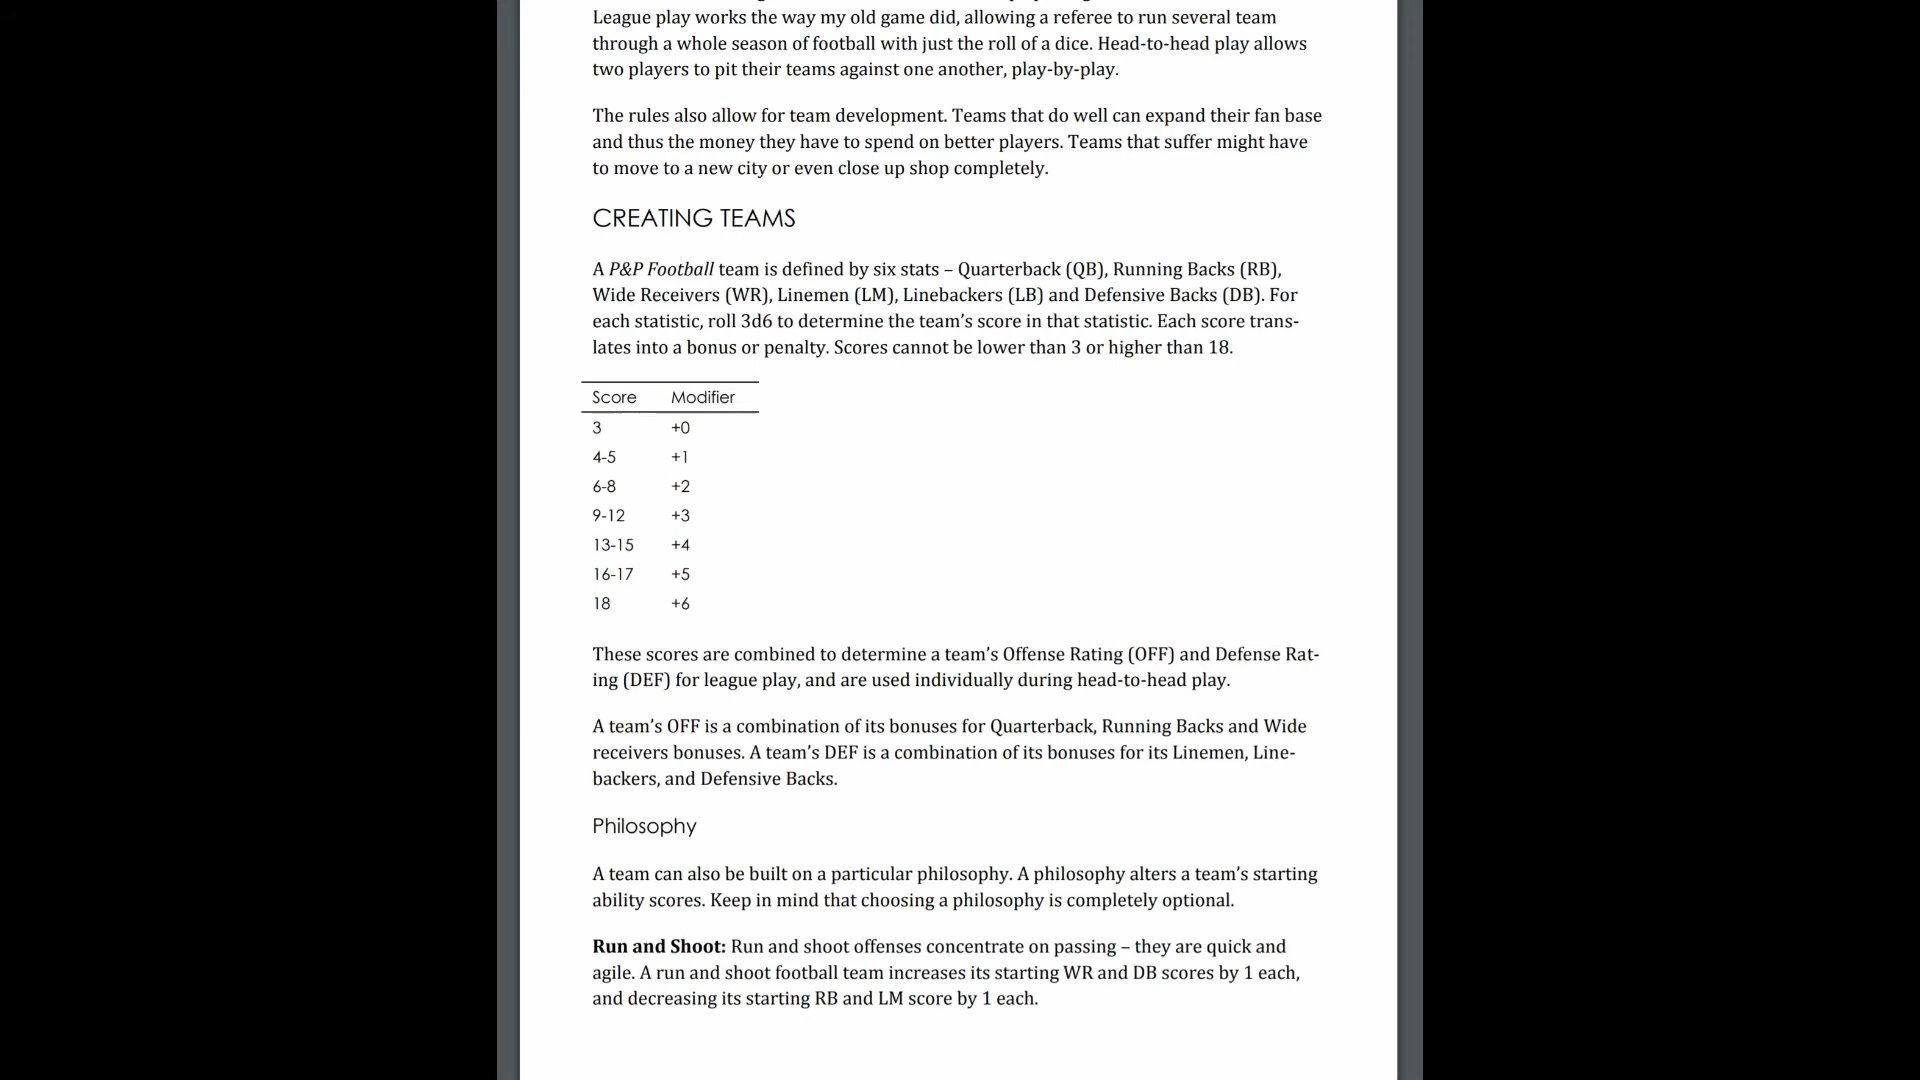 League play works the way my old game did, allowing a referee to run several team
through a whole season of football with just the roll of a dice. Head-to-head play allows
two players to pit their teams against one another, play-by-play.
The rules also allow for team development. Teams that do well can expand their fan base
and thus the money they have to spend on better players. Teams that suffer might have
to move to a new city or even close up shop completely.
CREATING TEAMS
A P&P Football team is defined by six stats – Quarterback (QB), Running Backs (RB),
Wide Receivers (WR), Linemen (LM), Linebackers (LB) and Defensive Backs (DB). For
each statistic, roll 3d6 to determine the team’s score in that statistic. Each score trans-
lates into a bonus or penalty. Scores cannot be lower than 3 or higher than 18.
Score Modifier
3 +0
4-5 +1
6-8 +2
9-12 +3
13-15 +4
16-17 +5
18 +6
These scores are combined to determine a team’s Offense Rating (OFF) and Defense Rat-
ing (DEF) for league play, and are used individually during head-to-head play.
A team’s OFF is a combination of its bonuses for Quarterback, Running Backs and Wide
receivers bonuses. A team’s DEF is a combination of its bonuses for its Linemen, Line-
backers, and Defensive Backs.
Philosophy
A team can also be built on a particular philosophy. A philosophy alters a team’s starting
ability scores. Keep in mind that choosing a philosophy is completely optional.
Run and Shoot: Run and shoot offenses concentrate on passing – they are quick and
agile. A run and shoot football team increases its starting WR and DB scores by 1 each,
and decreasing its starting RB and LM score by 1 each.